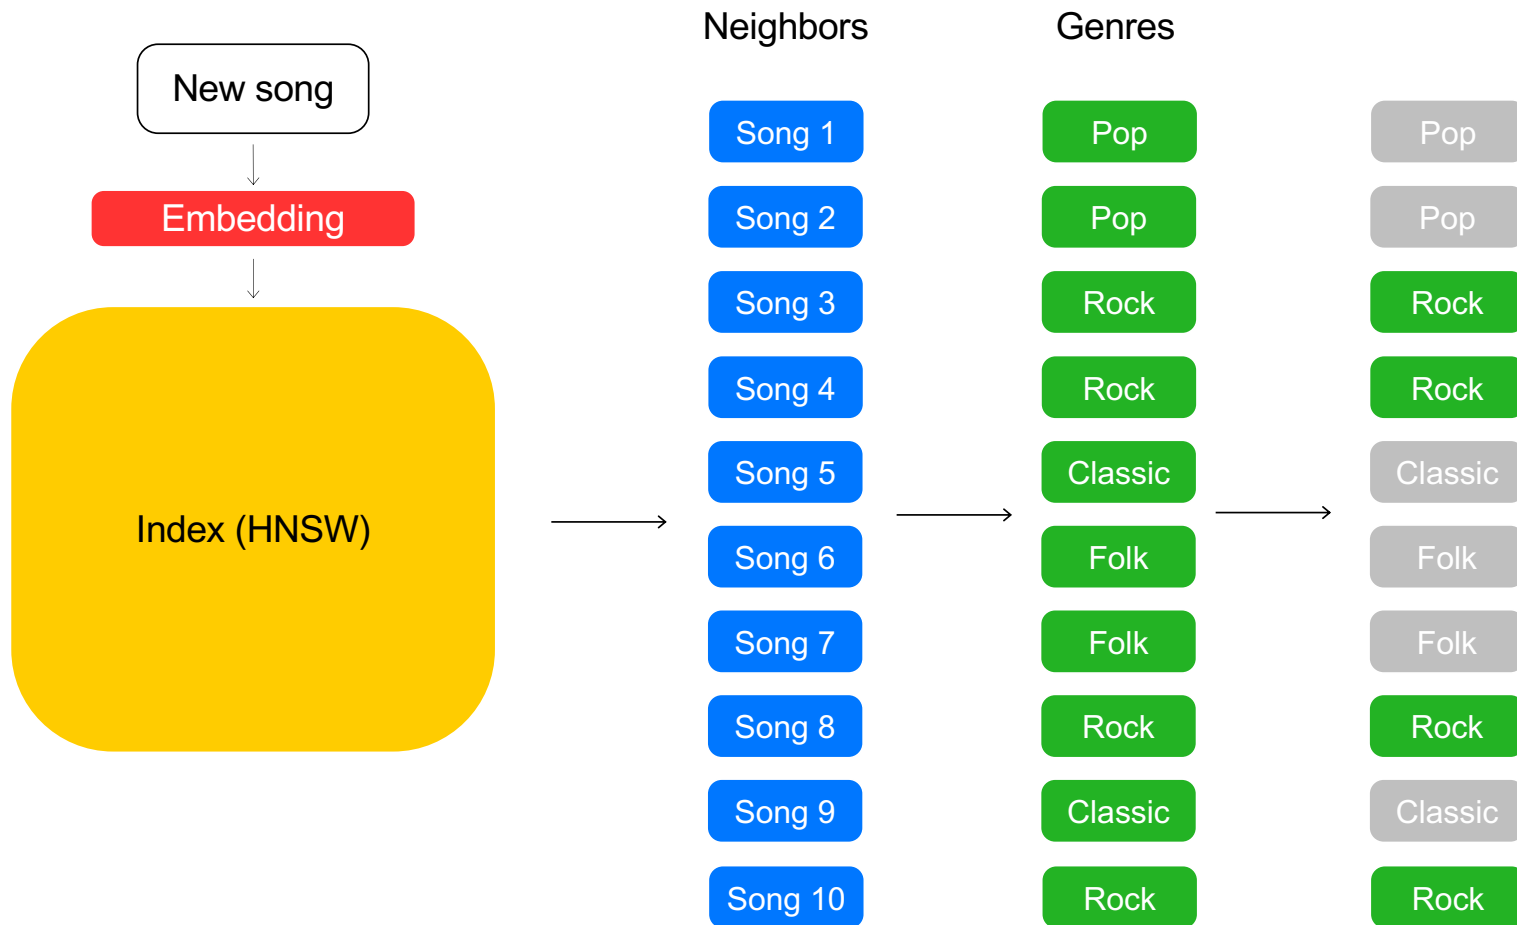 Neighbors
Genres
New song
Embedding
Index (HNSW)
Song 1
Pop
Pop
Song 2
Pop
Pop
Song 3
Rock
Rock
Song 4
Rock
Rock
Song 5
Classic
Classic
Song 6
Folk
Folk
Song 7
Folk
Folk
Song 8
Rock
Rock
Song 9
Classic
Classic
Song 10
Rock
Rock